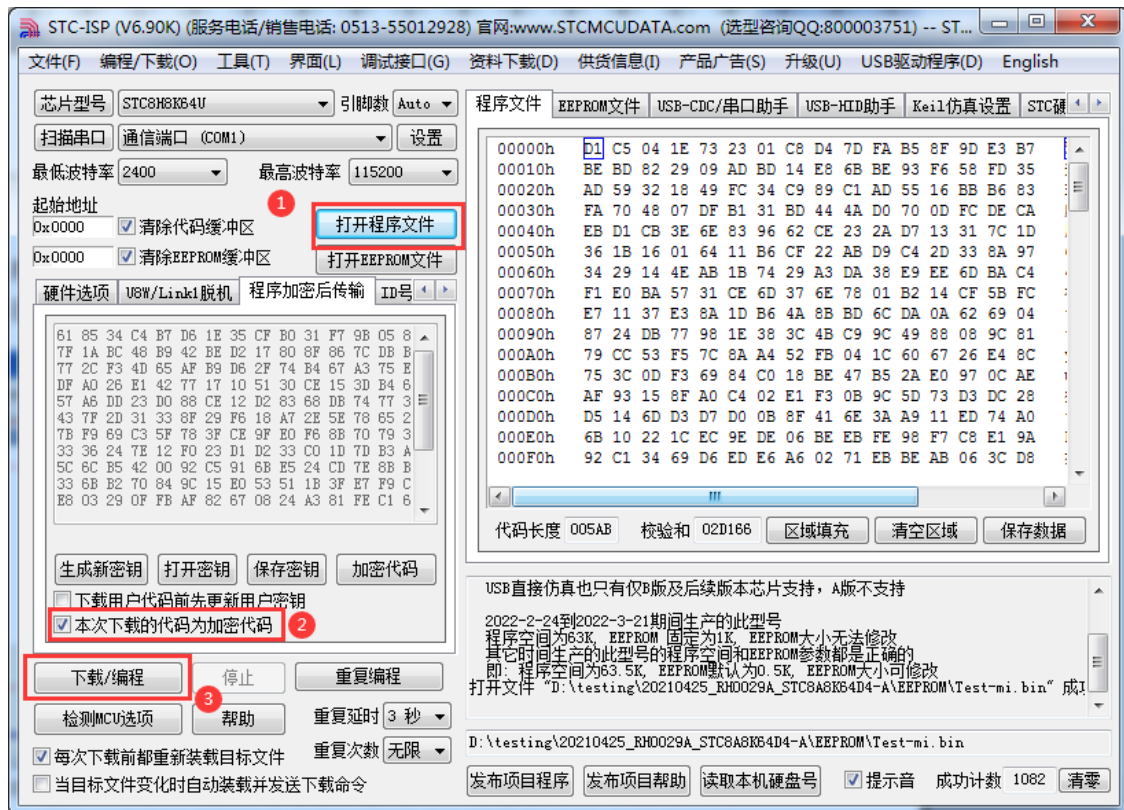 STC-ISP (V6.90K) (服务电话/销售电话: 0513-55012928) 官网:www.STCMCUDATA.com (选型咨询QQ:800003751) -- ST...
文件(F) 编程/下载(O) 工具(T) 界面(L) 调试接口(G) 资料下载(D) 供货信息(I) 产品广告(S) 升级(U) USB驱动程序(D) English
芯片型号 STC8H8K64U 引脚数 Auto
扫描串口 通信端口 (COM1) 设置
最低波特率 2400 最高波特率 115200
起始地址 1
0x0000 清除代码缓冲区 打开程序文件
0x0000 清除EEPROM缓冲区 打开EEPROM文件
硬件选项 U8W/Link1脱机 程序加密后传输 ID号
61 85 34 C4 B7 D6 1E 35 CF B0 31 F7 9B 05 8
7F 1A BC 48 B9 42 BE D2 17 80 8F 86 7C DB B
77 2C F3 4D 65 AF B9 D6 2F 74 B4 67 A3 75 E
DF A0 26 E1 42 77 17 10 51 30 CE 15 3D B4 6
57 A6 DD 23 D0 88 CE 12 D2 83 68 DB 74 77 3
43 7F 2D 31 33 8F 29 F6 18 A7 2E 5E 78 65 2
7B F9 69 C3 5F 78 3F CE 9F E0 F6 8B 70 79 3
33 36 24 7E 12 F0 23 D1 D2 33 C0 1D 7D B3 A
5C 6C B5 42 00 92 C5 91 6B E5 24 CD 7E 8B B
33 6B B2 70 84 9C 15 E0 53 51 1B 3F E7 F9 C
E8 03 29 0F FB AF 82 67 08 24 A3 81 FE C1 6
生成新密钥 打开密钥 保存密钥 加密代码
下载用户代码前先更新用户密钥
本次下载的代码为加密代码 2
下载/编程 停止 重复编程
3
检测MCU选项 帮助 重复延时 3 秒
每次下载前都重新装载目标文件 重复次数 无限
当目标文件变化时自动装载并发送下载命令
程序文件 EEPROM文件 USB-CDC/串口助手 USB-HID助手 Keil仿真设置 STC硬
00000h D1 C5 04 1E 73 23 01 C8 D4 7D FA B5 8F 9D E3 B7
00010h BE BD 82 29 09 AD BD 14 E8 6B BE 93 F6 58 FD 35
00020h AD 59 32 18 49 FC 34 C9 89 C1 AD 55 16 BB B6 83
00030h FA 70 48 07 DF B1 31 BD 44 4A D0 70 0D FC DE CA
00040h EB D1 CB 3E 6E 83 96 62 CE 23 2A D7 13 31 7C 1D
00050h 36 1B 16 01 64 11 B6 CF 22 AB D9 C4 2D 33 8A 97
00060h 34 29 14 4E AB 1B 74 29 A3 DA 38 E9 EE 6D BA C4
00070h F1 E0 BA 57 31 CE 6D 37 6E 78 01 B2 14 CF 5B FC
00080h E7 11 37 E3 8A 1D B6 4A 8B BD 6C DA 0A 62 69 04
00090h 87 24 DB 77 98 1E 38 3C 4B C9 9C 49 88 08 9C 81
000A0h 79 CC 53 F5 7C 8A A4 52 FB 04 1C 60 67 26 E4 8C
000B0h 75 3C 0D F3 69 84 C0 18 BE 47 B5 2A E0 97 0C AE
000C0h AF 93 15 8F A0 C4 02 E1 F3 0B 9C 5D 73 D3 DC 28
000D0h D5 14 6D D3 D7 D0 0B 8F 41 6E 3A A9 11 ED 74 A0
000E0h 6B 10 22 1C EC 9E DE 06 BE EB FE 98 F7 C8 E1 9A
000F0h 92 C1 34 69 D6 ED E6 A6 02 71 EB BE AB 06 3C D8
代码长度 005AB 校验和 02D166 区域填充 清空区域 保存数据
USB直接仿真也只有仅B版及后续版本芯片支持，A版不支持
2022-2-24到2022-3-21期间生产的此型号
程序空间为63K, EEPROM 固定为1K, EEPROM大小无法修改
其它时间生产的此型号的程序空间和EEPROM参数都是正确的
即: 程序空间为63.5K, EEPROM默认为0.5K, EEPROM大小可修改
打开文件 "D:\testing\20210425_RH0029A_STC8A8K64D4-A\EEPROM\Test-mi.bin" 成
D:\testing\20210425_RH0029A_STC8A8K64D4-A\EEPROM\Test-mi.bin
发布项目程序 发布项目帮助 读取本机硬盘号 提示音 成功计数 1082 清零